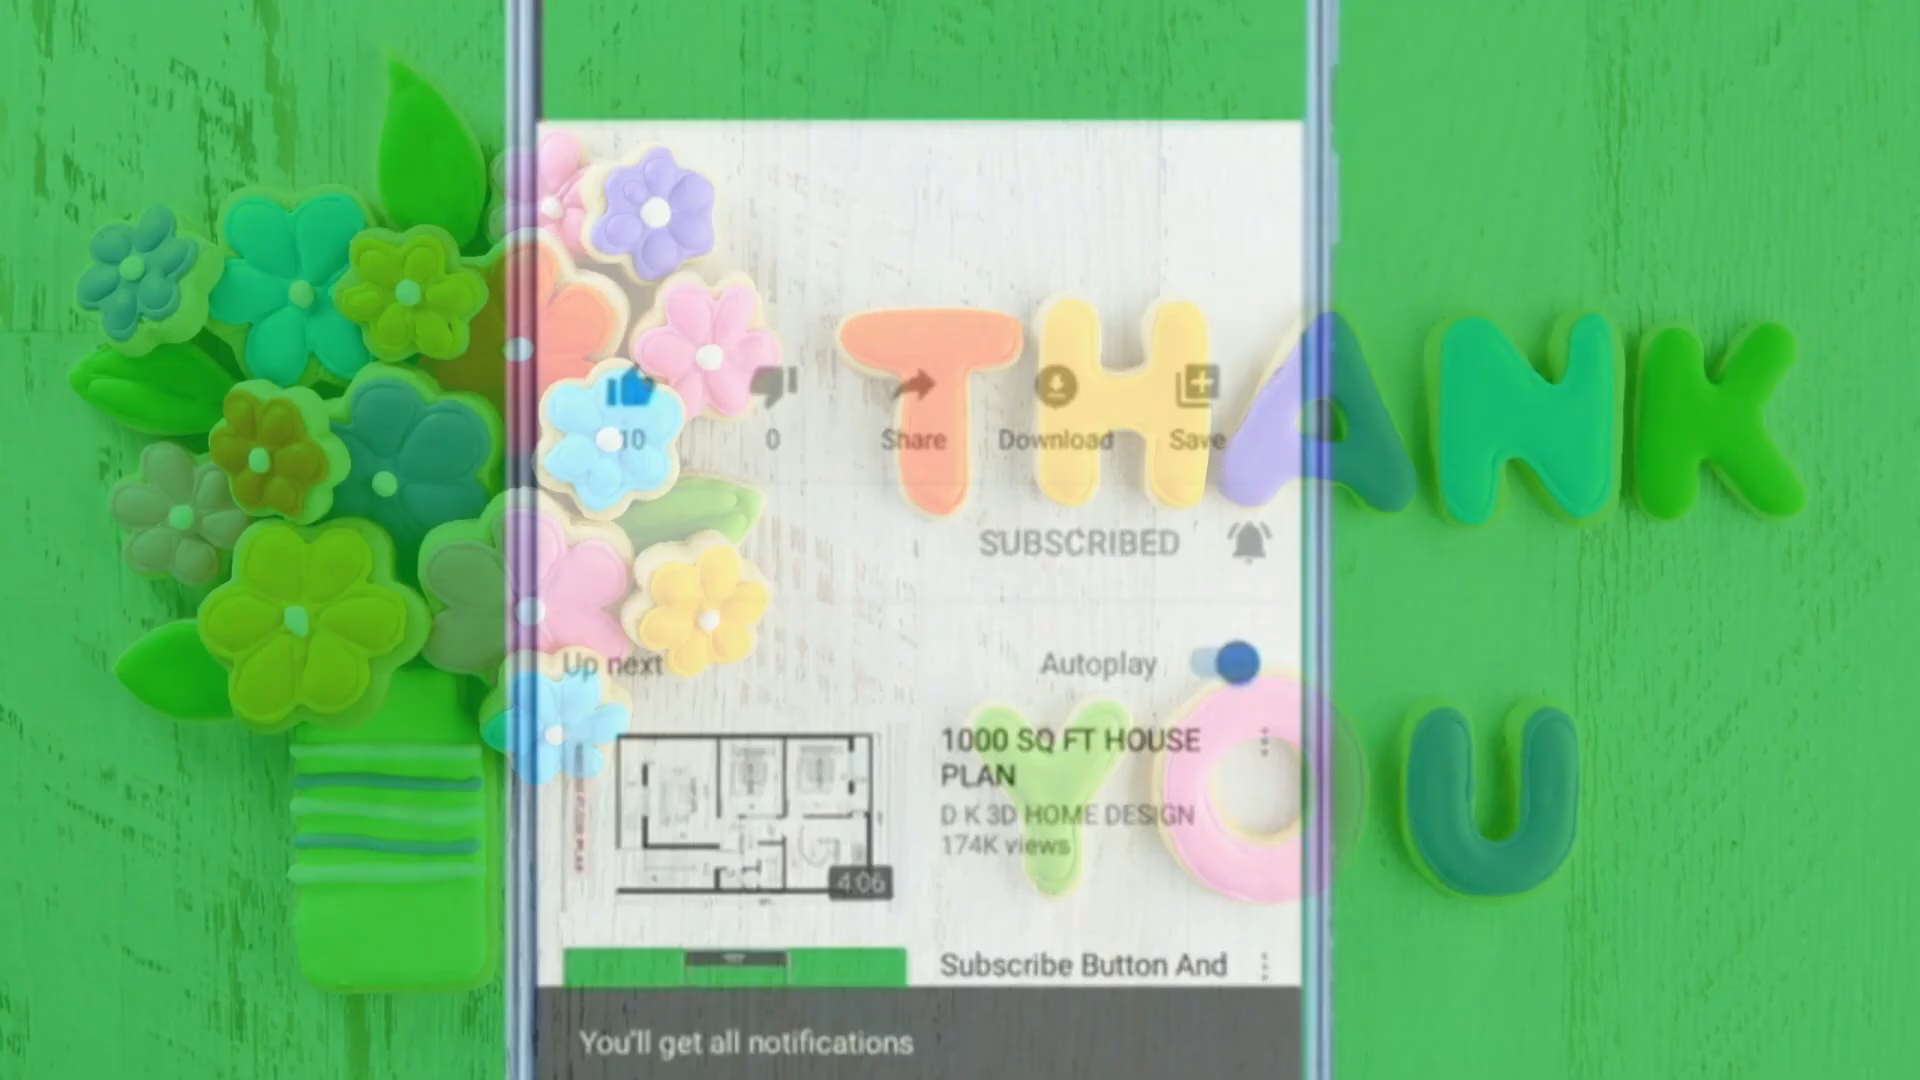 THANK
10
0
Share
Download
Save
SUBSCRIBED
Up next
Autoplay
YOU
1000 SQ FT HOUSE
PLAN
D K 3D HOME DESIGN
174K views
4:06
Subscribe Button And
You'll get all notifications